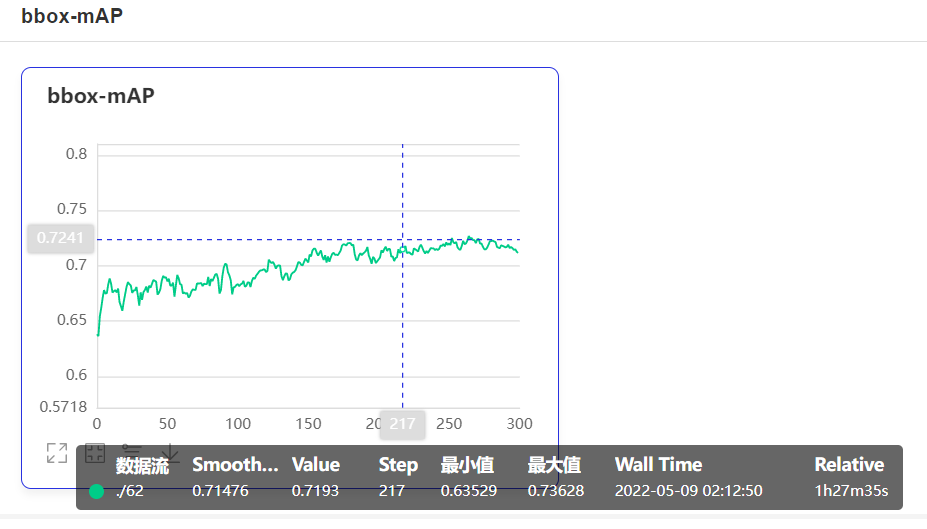 bbox-mAP
bbox-mAP
0.8
0.75
0.7241
0.7
0.65
0.6
0.5718
0 50 100 150 20 217 250 300
数据流 Smooth... Value Step 最小值 最大值 Wall Time Relative
./62 0.71476 0.7193 217 0.63529 0.73628 2022-05-09 02:12:50 1h27m35s